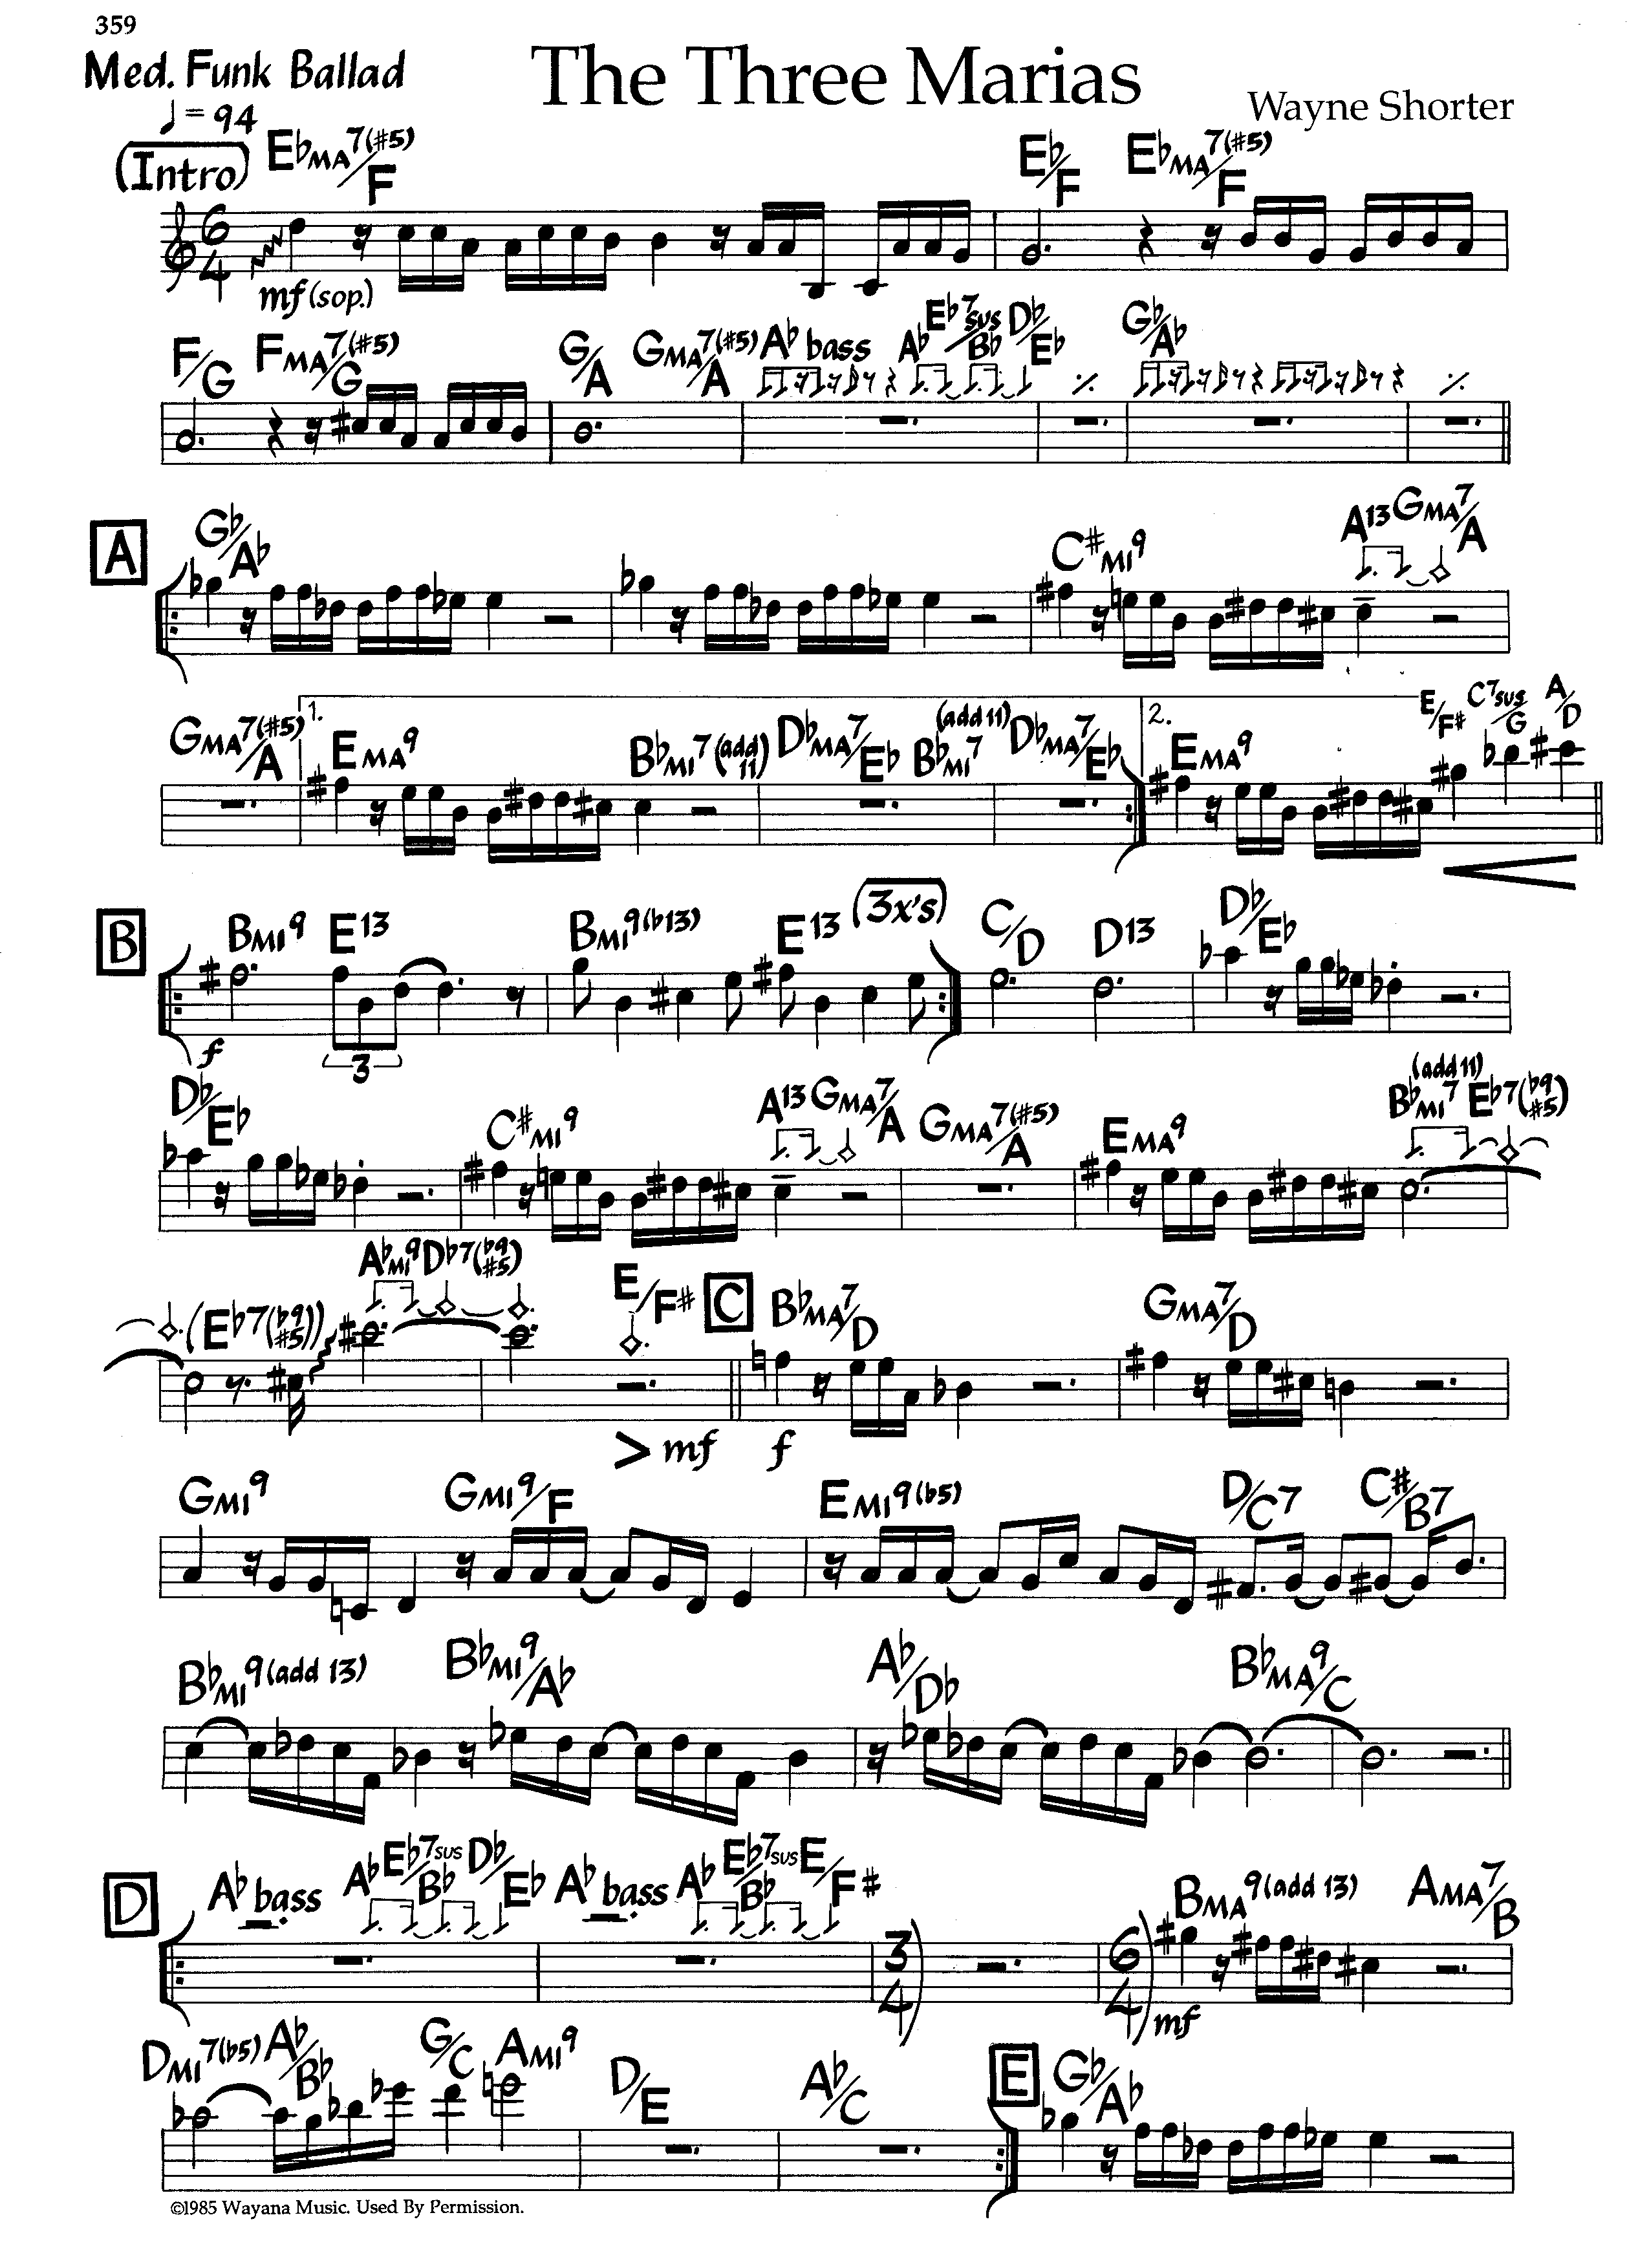 359
Med. Funk Ballad
The Three Marias
♩ = 94
Wayne Shorter
(Intro) E♭MA7(#5)/F E♭/F E♭MA7(#5)/F
6/4
mf (sop.)
F/G FMA7(#5)/G G/A GMA7(#5)/A A♭ bass A♭ E♭7sus/B♭ D♭/E♭ G♭/A♭
A G♭/A♭ C#MI9 A13 GMA7/A
GMA7(#5)/A 1. EMA9 B♭MI7(add 11) D♭MA7/E♭ B♭MI7(add 11) D♭MA7/E♭ 2. EMA9 E/F# C7sus/G A/D
B BMI9 E13 BMI9(♭13) E13 (3x's) C/D D13 D♭/E♭
f 3
D♭/E♭ C#MI9 A13 GMA7/A GMA7(#5)/A EMA9 B♭MI7(add 11) E♭7(♭9#5)
(E♭7(♭9#5)) A♭MI9 D♭7(♭9#5) E/F# C B♭MA7/D GMA7/D
> mf f
GMI9 GMI9/F EMI9(♭5) D/C7 C#/B7
B♭MI9(add 13) B♭MI9/A♭ A♭/D♭ B♭MA9/C
D A♭ bass A♭ E♭7sus/B♭ D♭/E♭ A♭ bass A♭ E♭7sus/B♭ E/F# BMA9(add 13) AMA7/B
3/4 6/4 mf
DMI7(♭5) A♭/B♭ G/C AMI9 D/E A♭/C E G♭/A♭
©1985 Wayana Music. Used By Permission.